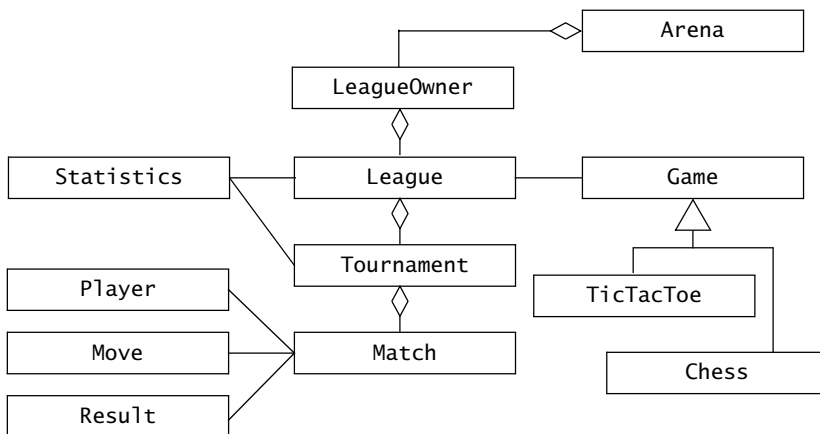 Arena
LeagueOwner
Statistics
League
Game
Tournament
Player
TicTacToe
Move
Match
Chess
Result